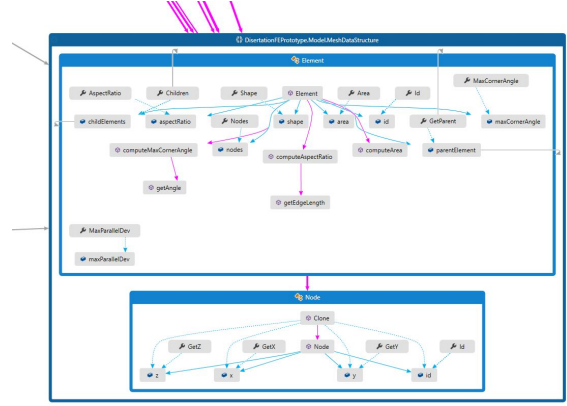 DisertationFEPrototype.Model.MeshDataStructure
Element
MaxCornerAngle
AspectRatio Children Shape Element Area Id
childElements aspectRatio Nodes shape area id GetParent maxCornerAngle
computeMaxCornerAngle nodes computeAspectRatio computeArea parentElement
getAngle
getEdgeLength
MaxParallelDev
maxParallelDev
Node
Clone
GetZ GetX Node GetY Id
z x y id